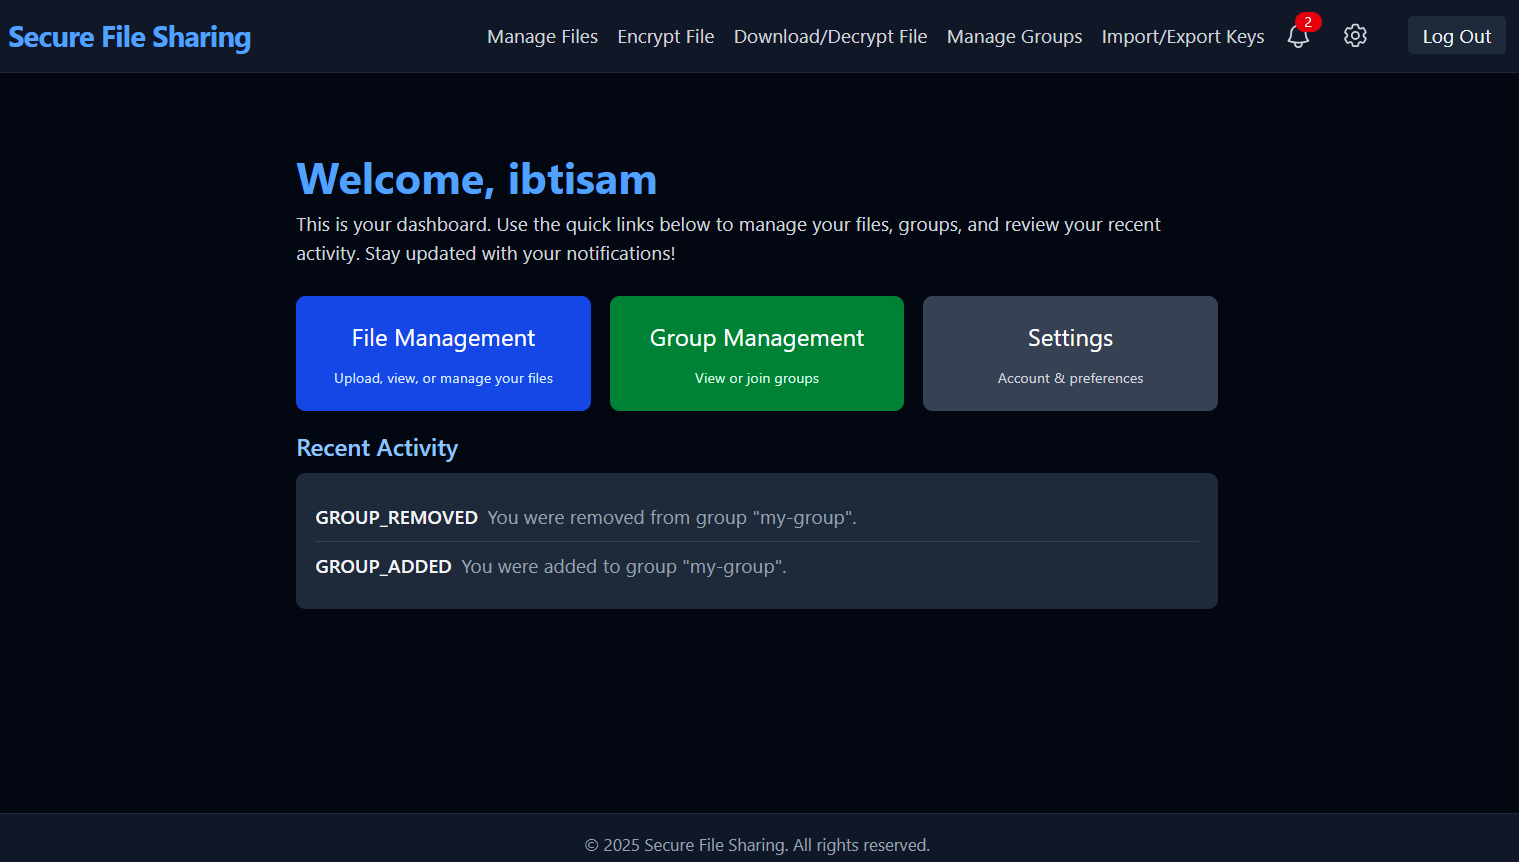 Secure File Sharing
Manage Files
Encrypt File
Download/Decrypt File
Manage Groups
Import/Export Keys
2
Log Out
Welcome, ibtisam
This is your dashboard. Use the quick links below to manage your files, groups, and review your recent
activity. Stay updated with your notifications!
File Management
Upload, view, or manage your files
Group Management
View or join groups
Settings
Account & preferences
Recent Activity
GROUP_REMOVED You were removed from group "my-group".
GROUP_ADDED You were added to group "my-group".
© 2025 Secure File Sharing. All rights reserved.